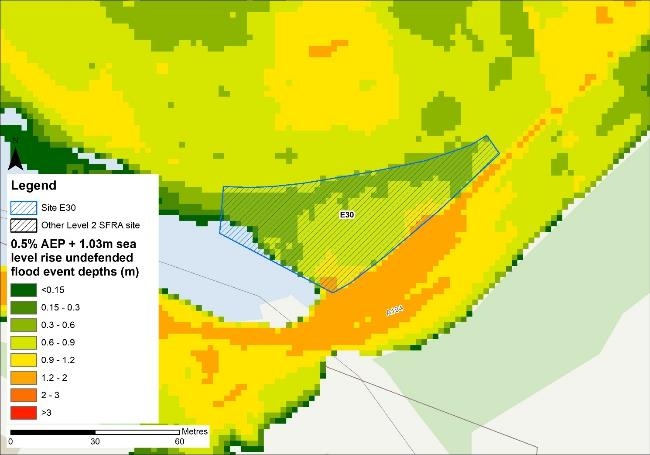 N
Legend
Site E30
Other Level 2 SFRA site
0.5% AEP + 1.03m sea
level rise undefended
flood event depths (m)
<0.15
0.15 - 0.3
0.3 - 0.6
0.6 - 0.9
0.9 - 1.2
1.2 - 2
2 - 3
>3
Metres
0 30 60
E30